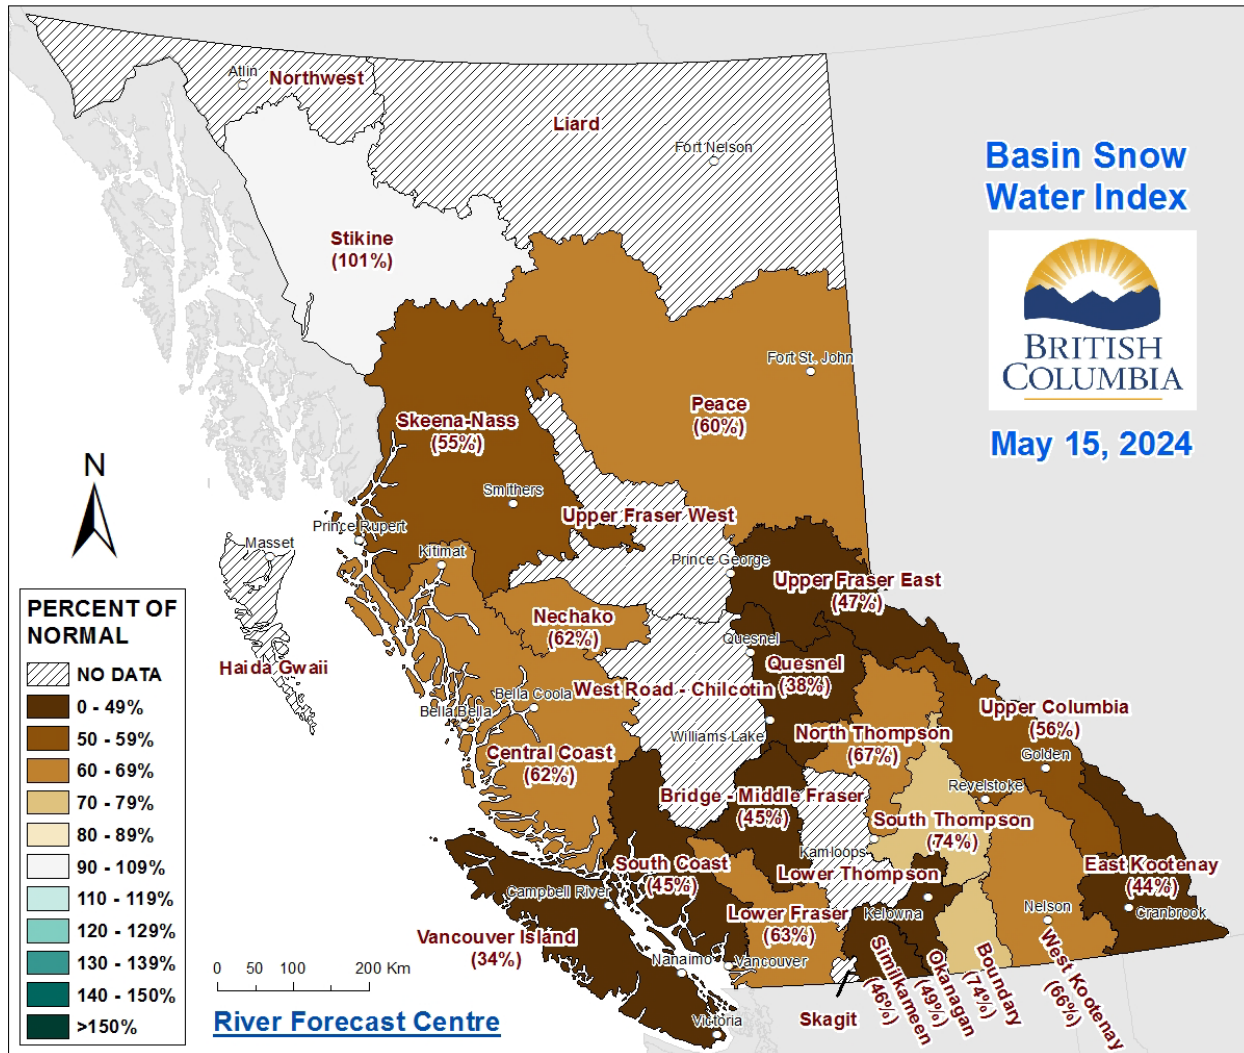 Atlin
Northwest
Liard
Fort Nelson
Basin Snow
Water Index
Stikine
(101%)
BRITISH
COLUMBIA
Fort St. John
May 15, 2024
Peace
(60%)
Skeena-Nass
(55%)
N
Smithers
Upper Fraser West
Prince Rupert
Masset
Kitimat
Prince George
Upper Fraser East
(47%)
PERCENT OF
NORMAL
NO DATA
0 - 49%
50 - 59%
60 - 69%
70 - 79%
80 - 89%
90 - 109%
110 - 119%
120 - 129%
130 - 139%
140 - 150%
>150%
Haida Gwaii
Nechako
(62%)
Quesnel
Quesnel
(38%)
West Road - Chilcotin
Bella Coola
Bella Bella
Upper Columbia
(56%)
Golden
Williams Lake
North Thompson
(67%)
Central Coast
(62%)
Revelstoke
Bridge - Middle Fraser
(45%)
South Thompson
(74%)
Kamloops
South Coast
(45%)
Lower Thompson
East Kootenay
(44%)
Cranbrook
Campbell River
Kelowna
Nelson
Lower Fraser
(63%)
Vancouver Island
(34%)
Nanaimo
Vancouver
Victoria
Skagit
Similkameen
(46%)
Okanagan
(49%)
Boundary
(74%)
West Kootenay
(66%)
0 50 100 200 Km
River Forecast Centre